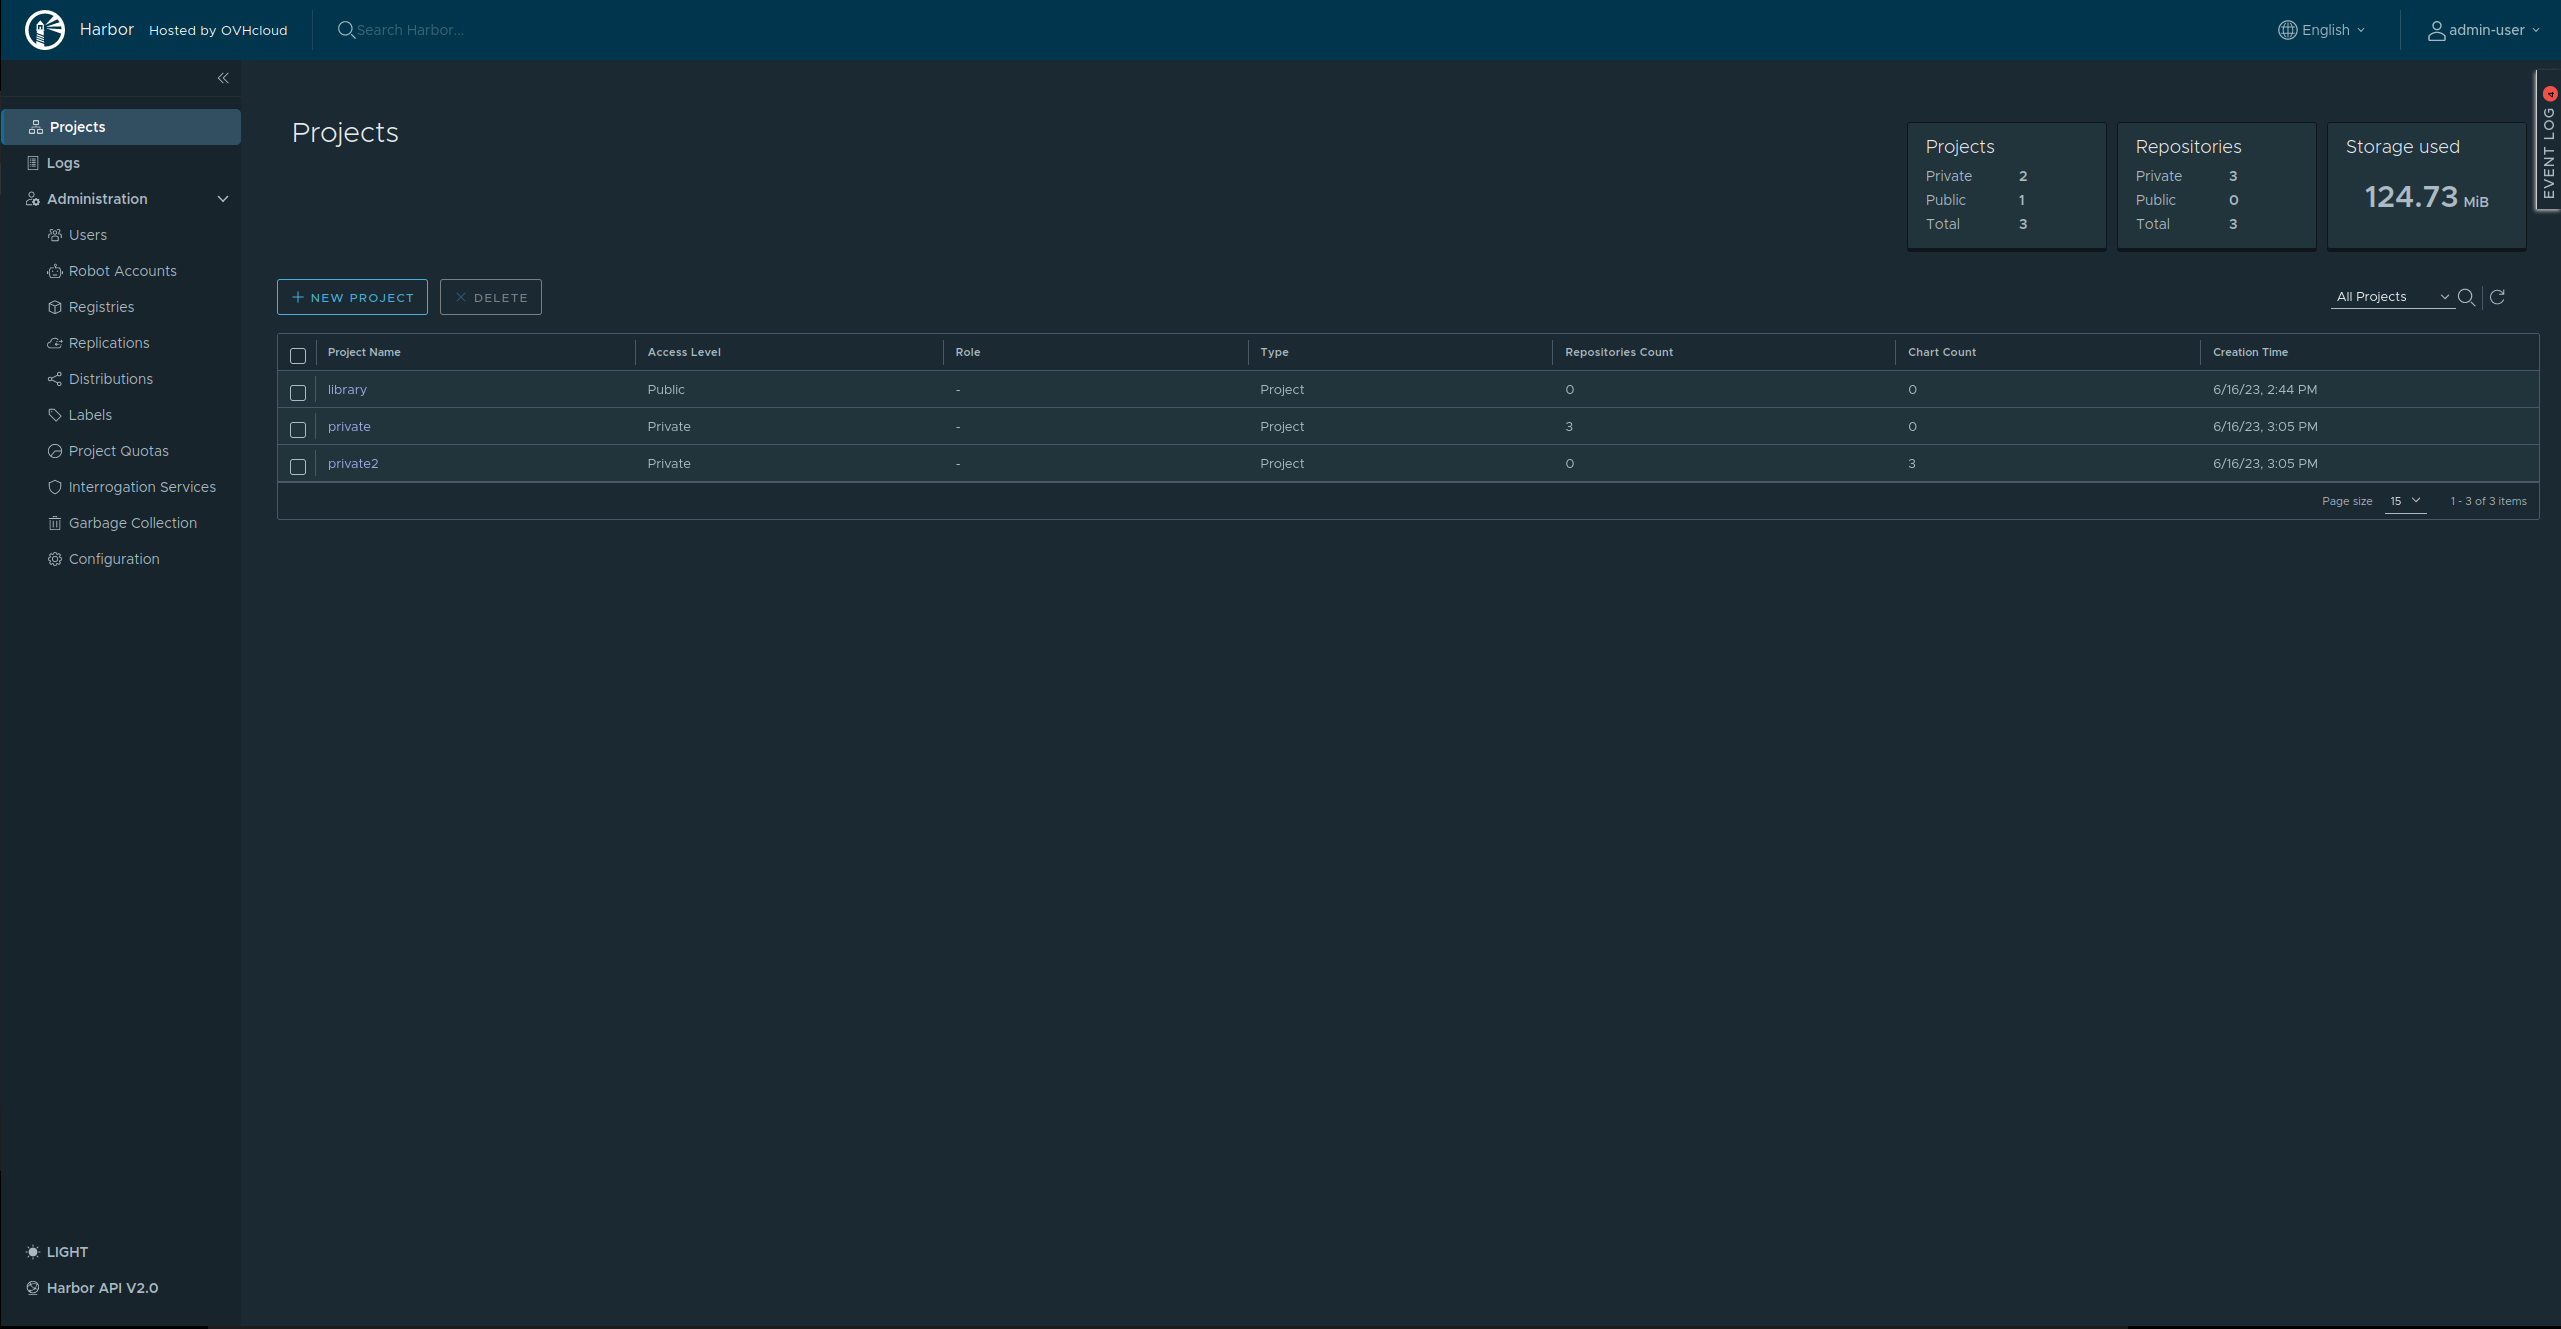 Harbor Hosted by OVHcloud Search Harbor... English admin-user
EVENT LOG 4
Projects
Logs
Administration
Users
Robot Accounts
Registries
Replications
Distributions
Labels
Project Quotas
Interrogation Services
Garbage Collection
Configuration
LIGHT
Harbor API V2.0
Projects
Projects
Private 2
Public 1
Total 3
Repositories
Private 3
Public 0
Total 3
Storage used
124.73 MiB
NEW PROJECT DELETE All Projects
Project Name Access Level Role Type Repositories Count Chart Count Creation Time
library Public - Project 0 0 6/16/23, 2:44 PM
private Private - Project 3 0 6/16/23, 3:05 PM
private2 Private - Project 0 3 6/16/23, 3:05 PM
Page size 15 1 - 3 of 3 items